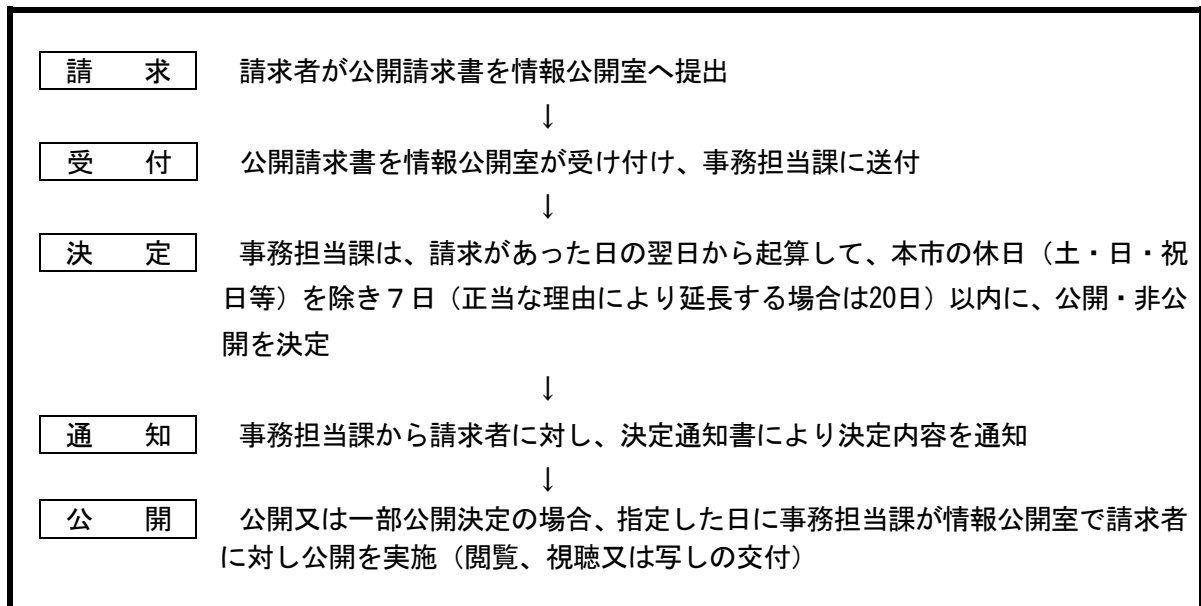 請　求　請求者が公開請求書を情報公開室へ提出
↓
受　付　公開請求書を情報公開室が受け付け、事務担当課に送付
↓
決　定　事務担当課は、請求があった日の翌日から起算して、本市の休日（土・日・祝
日等）を除き７日（正当な理由により延長する場合は20日）以内に、公開・非公
開を決定
↓
通　知　事務担当課から請求者に対し、決定通知書により決定内容を通知
↓
公　開　公開又は一部公開決定の場合、指定した日に事務担当課が情報公開室で請求者
に対し公開を実施（閲覧、視聴又は写しの交付）